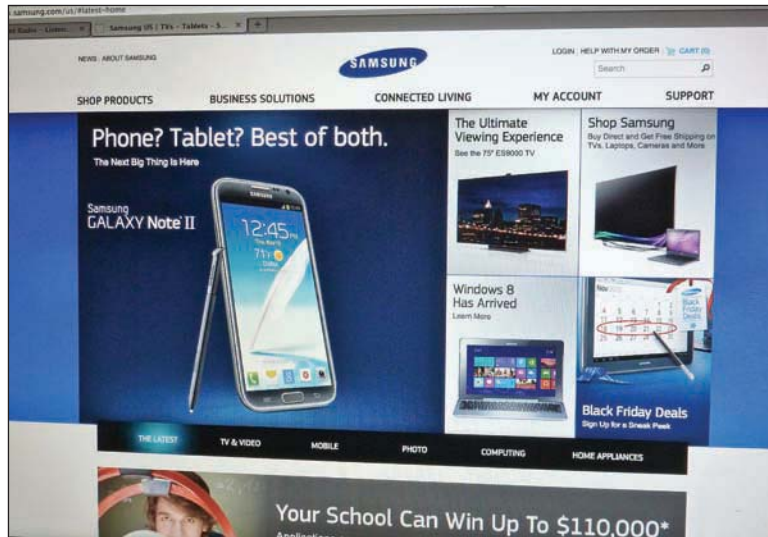 .samsung.com/us/#latest-home
Samsung US | TVs - Tablets - S...
NEWS
ABOUT SAMSUNG
SAMSUNG
LOGIN
HELP WITH MY ORDER
CART (0)
Search
SHOP PRODUCTS
BUSINESS SOLUTIONS
CONNECTED LIVING
MY ACCOUNT
SUPPORT
Phone? Tablet? Best of both.
The Next Big Thing Is Here
Samsung
GALAXY Note II
SAMSUNG
12:45
The Ultimate
Viewing Experience
See the 75" ES9000 TV
Shop Samsung
Buy Direct and Get Free Shipping on
TVs, Laptops, Cameras and More
Windows 8
Has Arrived
Learn More
Black
Friday
Deals
Black Friday Deals
Sign Up for a Sneak Peek
THE LATEST
TV & VIDEO
MOBILE
PHOTO
COMPUTING
HOME APPLIANCES
Your School Can Win Up To $110,000*